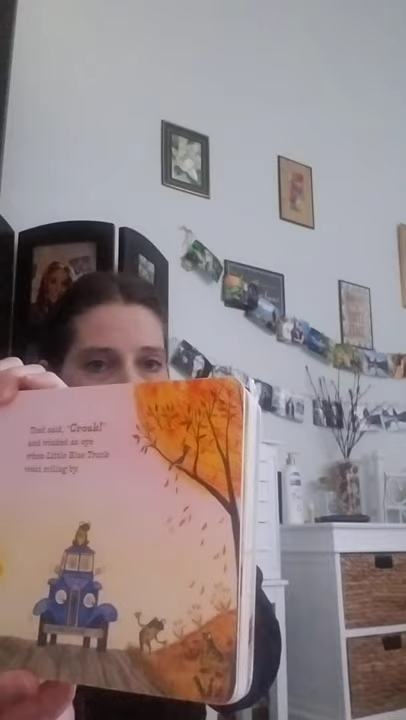 Toad said, "Croak!"
and winked an eye
when Little Blue Truck
went rolling by.